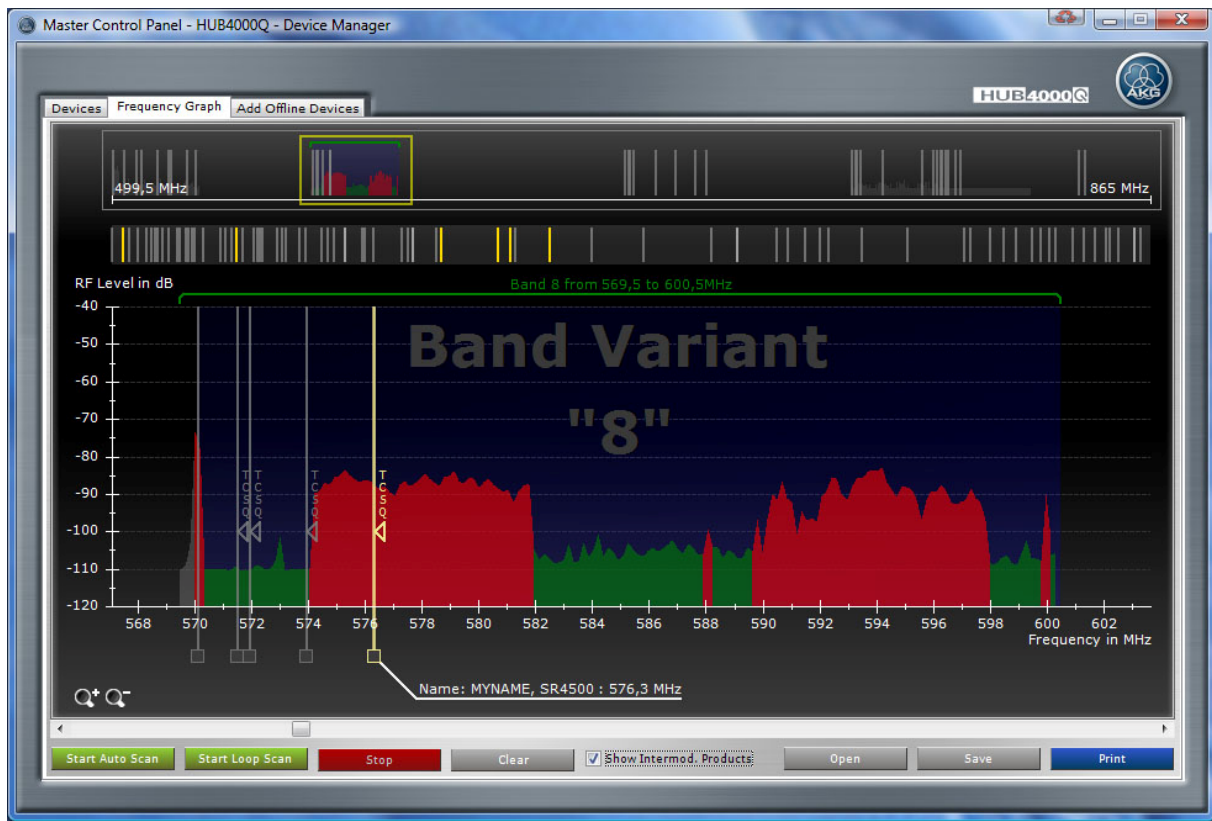 Master Control Panel - HUB4000Q - Device Manager
HUB4000Q
AKG
Devices
Frequency Graph
Add Offline Devices
499,5 MHz
865 MHz
RF Level in dB
Band 8 from 569,5 to 600,5MHz
Band Variant
"8"
-40
-50
-60
-70
-80
-90
-100
-110
-120
TCSQ
TCSQ
TCSQ
TCSQ
568 570 572 574 576 578 580 582 584 586 588 590 592 594 596 598 600 602
Frequency in MHz
Name: MYNAME, SR4500 : 576,3 MHz
Start Auto Scan
Start Loop Scan
Stop
Clear
Show Intermod. Products
Open
Save
Print